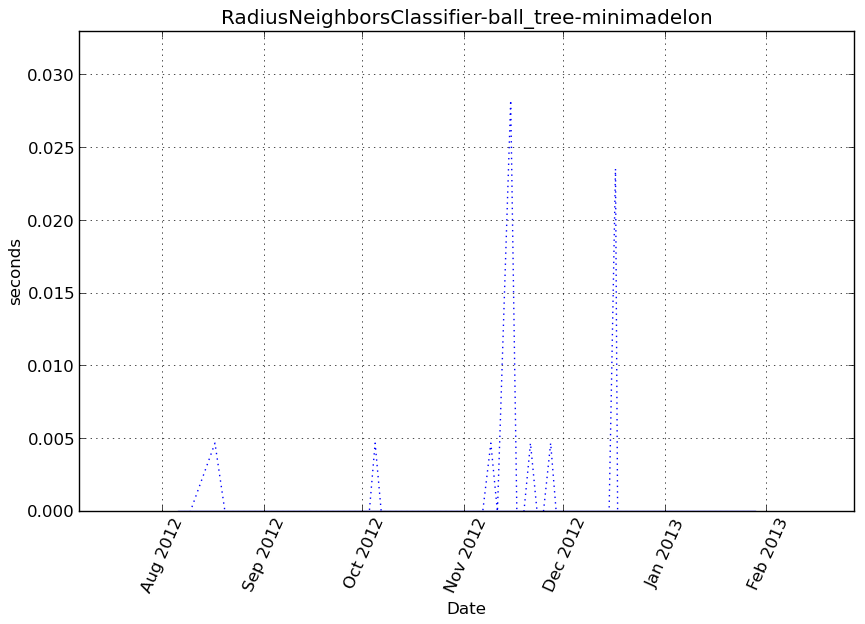 RadiusNeighborsClassifier-ball_tree-minimadelon
0.030
0.025
0.020
0.015
0.010
0.005
0.000
seconds
Aug 2012
Sep 2012
Oct 2012
Nov 2012
Dec 2012
Jan 2013
Feb 2013
Date